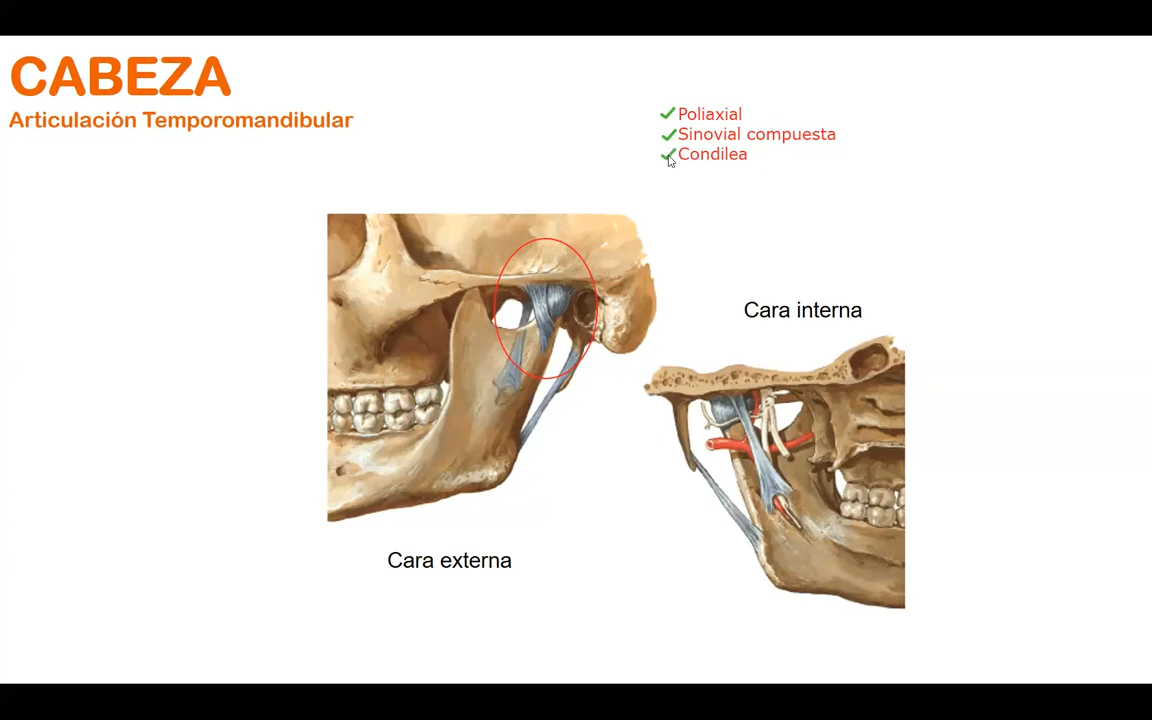 CABEZA
Articulación Temporomandibular
Poliaxial
Sinovial compuesta
Condilea
Cara interna
Cara externa